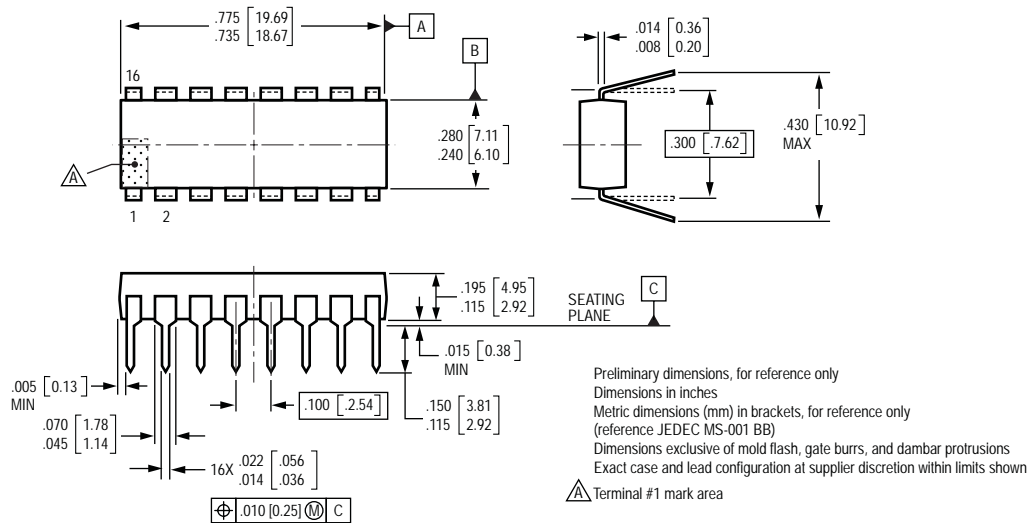 .775 [19.69]
.735 [18.67]
A
B
16
.280 [7.11]
.240 [6.10]
A
1 2
.014 [0.36]
.008 [0.20]
.300 [.7.62]
.430 [10.92]
MAX
.195 [4.95]
.115 [2.92]
SEATING
PLANE
C
.015 [0.38]
MIN
.005 [0.13]
MIN
.100 [.2.54]
.150 [3.81]
.115 [2.92]
.070 [1.78]
.045 [1.14]
16X .022 [.056]
.014 [.036]
⌖ .010 [0.25] Ⓜ C
Preliminary dimensions, for reference only
Dimensions in inches
Metric dimensions (mm) in brackets, for reference only
(reference JEDEC MS-001 BB)
Dimensions exclusive of mold flash, gate burrs, and dambar protrusions
Exact case and lead configuration at supplier discretion within limits shown
A Terminal #1 mark area